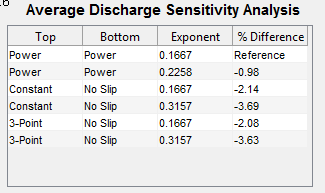 Average Discharge Sensitivity Analysis
Top Bottom Exponent % Difference
Power Power 0.1667 Reference
Power Power 0.2258 -0.98
Constant No Slip 0.1667 -2.14
Constant No Slip 0.3157 -3.69
3-Point No Slip 0.1667 -2.08
3-Point No Slip 0.3157 -3.63